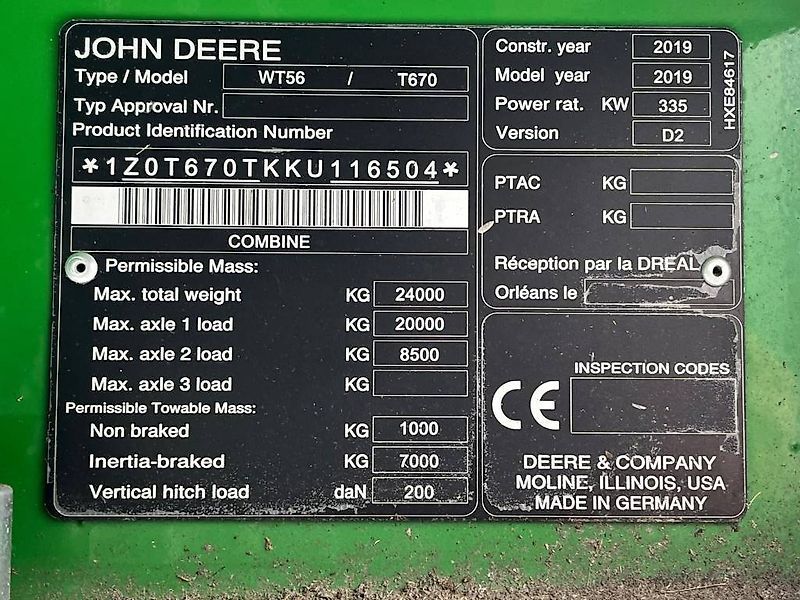 JOHN DEERE
Type / Model WT56 / T670
Typ Approval Nr.
Product Identification Number
*1Z0T670TKKU116504*
COMBINE
Permissible Mass:
Max. total weight KG 24000
Max. axle 1 load KG 20000
Max. axle 2 load KG 8500
Max. axle 3 load KG
Permissible Towable Mass:
Non braked KG 1000
Inertia-braked KG 7000
Vertical hitch load daN 200
Constr. year 2019
Model year 2019
Power rat. KW 335
Version D2
HXE84617
PTAC KG
PTRA KG
Réception par la DREAL
Orléans le
INSPECTION CODES
CE
DEERE & COMPANY
MOLINE, ILLINOIS, USA
MADE IN GERMANY